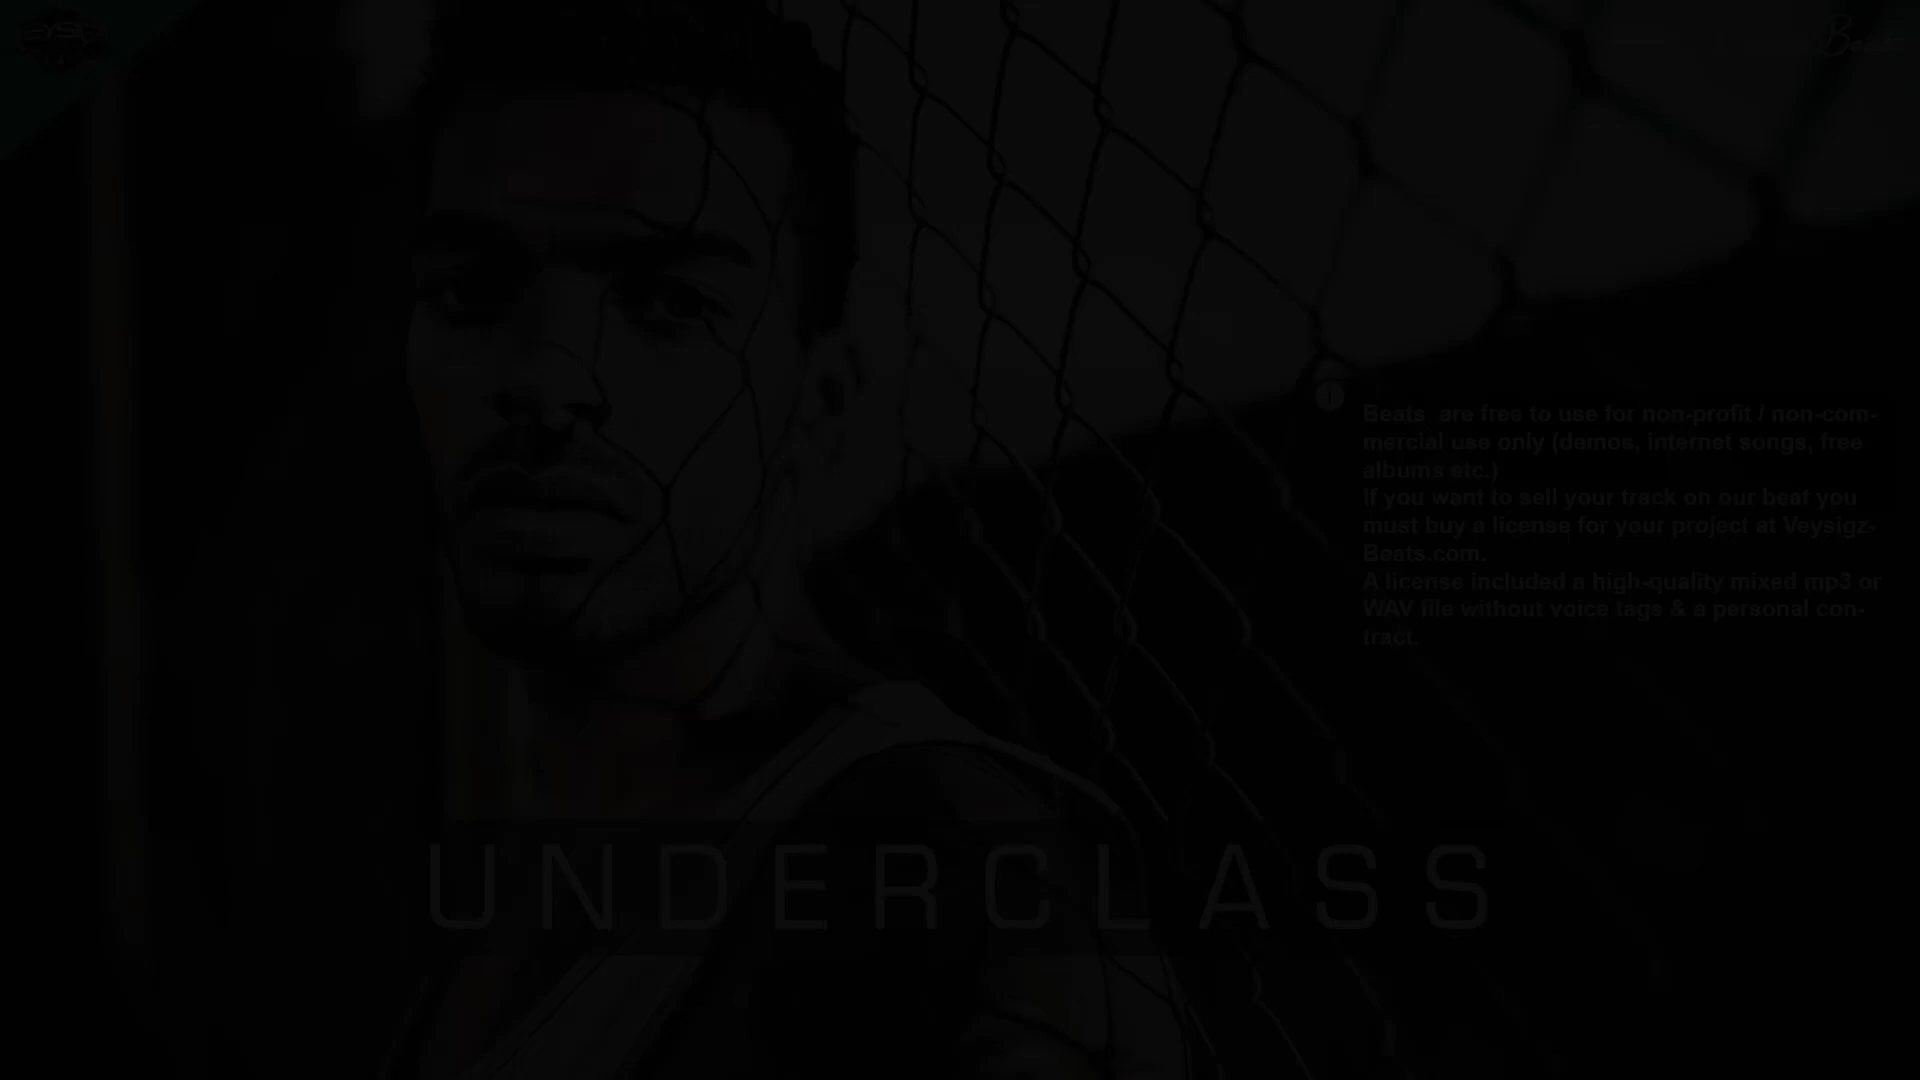 Beats are free to use for non-profit / non-com-
mercial use only (demos, internet songs, free
albums etc.)
If you want to sell your track on our beat you
must buy a license for your project at Veysigz-
Beats.com.
A license included a high-quality mixed mp3 or
WAV file without voice tags & a personal con-
tract.
UNDERCLASS